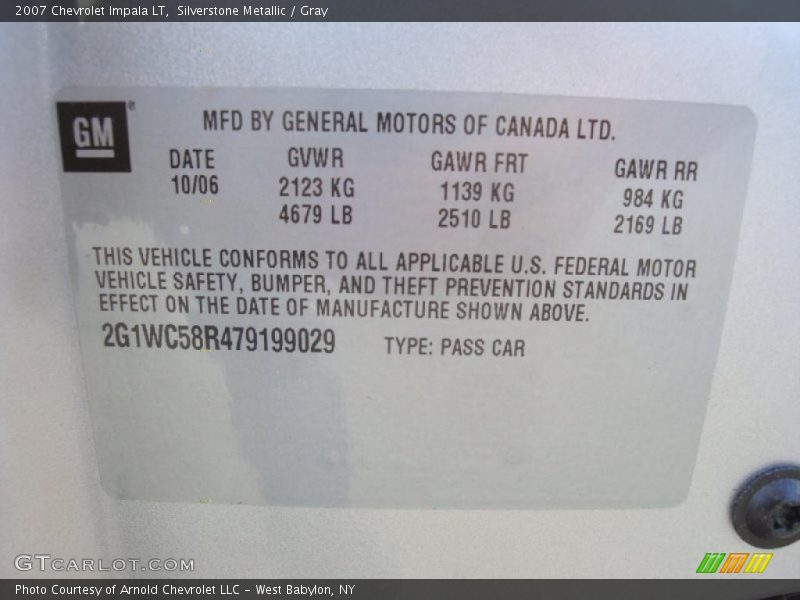 2007 Chevrolet Impala LT,  Silverstone Metallic / Gray
GM®
MFD BY GENERAL MOTORS OF CANADA LTD.
DATE GVWR GAWR FRT GAWR RR
10/06 2123 KG 1139 KG 984 KG
4679 LB 2510 LB 2169 LB
THIS VEHICLE CONFORMS TO ALL APPLICABLE U.S. FEDERAL MOTOR
VEHICLE SAFETY, BUMPER, AND THEFT PREVENTION STANDARDS IN
EFFECT ON THE DATE OF MANUFACTURE SHOWN ABOVE.
2G1WC58R479199029 TYPE: PASS CAR
GTCARLOT.COM
Photo Courtesy of Arnold Chevrolet LLC - West Babylon, NY